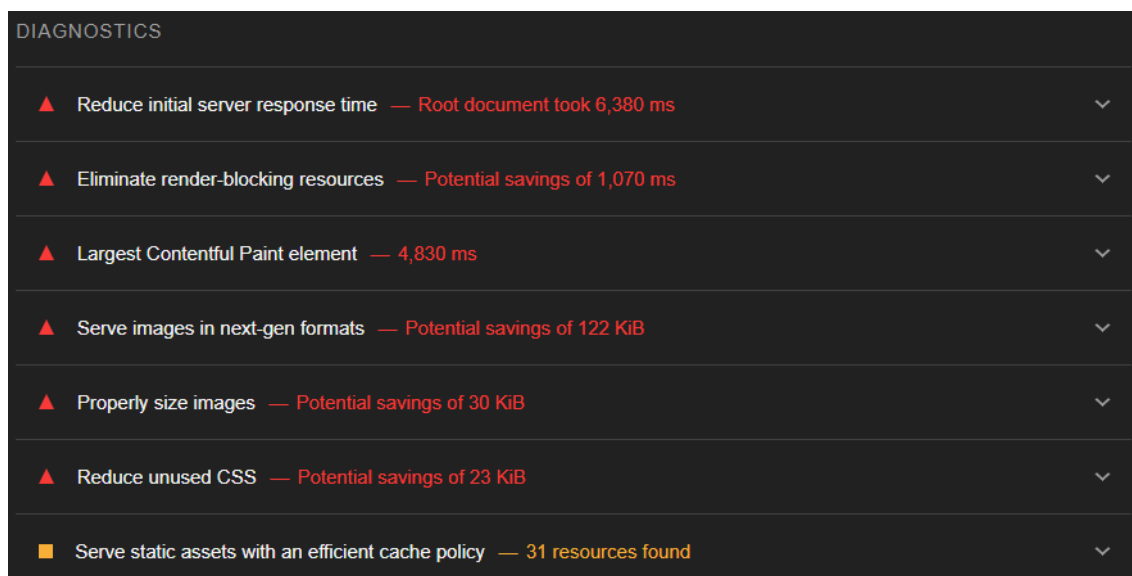 DIAGNOSTICS
Reduce initial server response time — Root document took 6,380 ms
Eliminate render-blocking resources — Potential savings of 1,070 ms
Largest Contentful Paint element — 4,830 ms
Serve images in next-gen formats — Potential savings of 122 KiB
Properly size images — Potential savings of 30 KiB
Reduce unused CSS — Potential savings of 23 KiB
Serve static assets with an efficient cache policy — 31 resources found